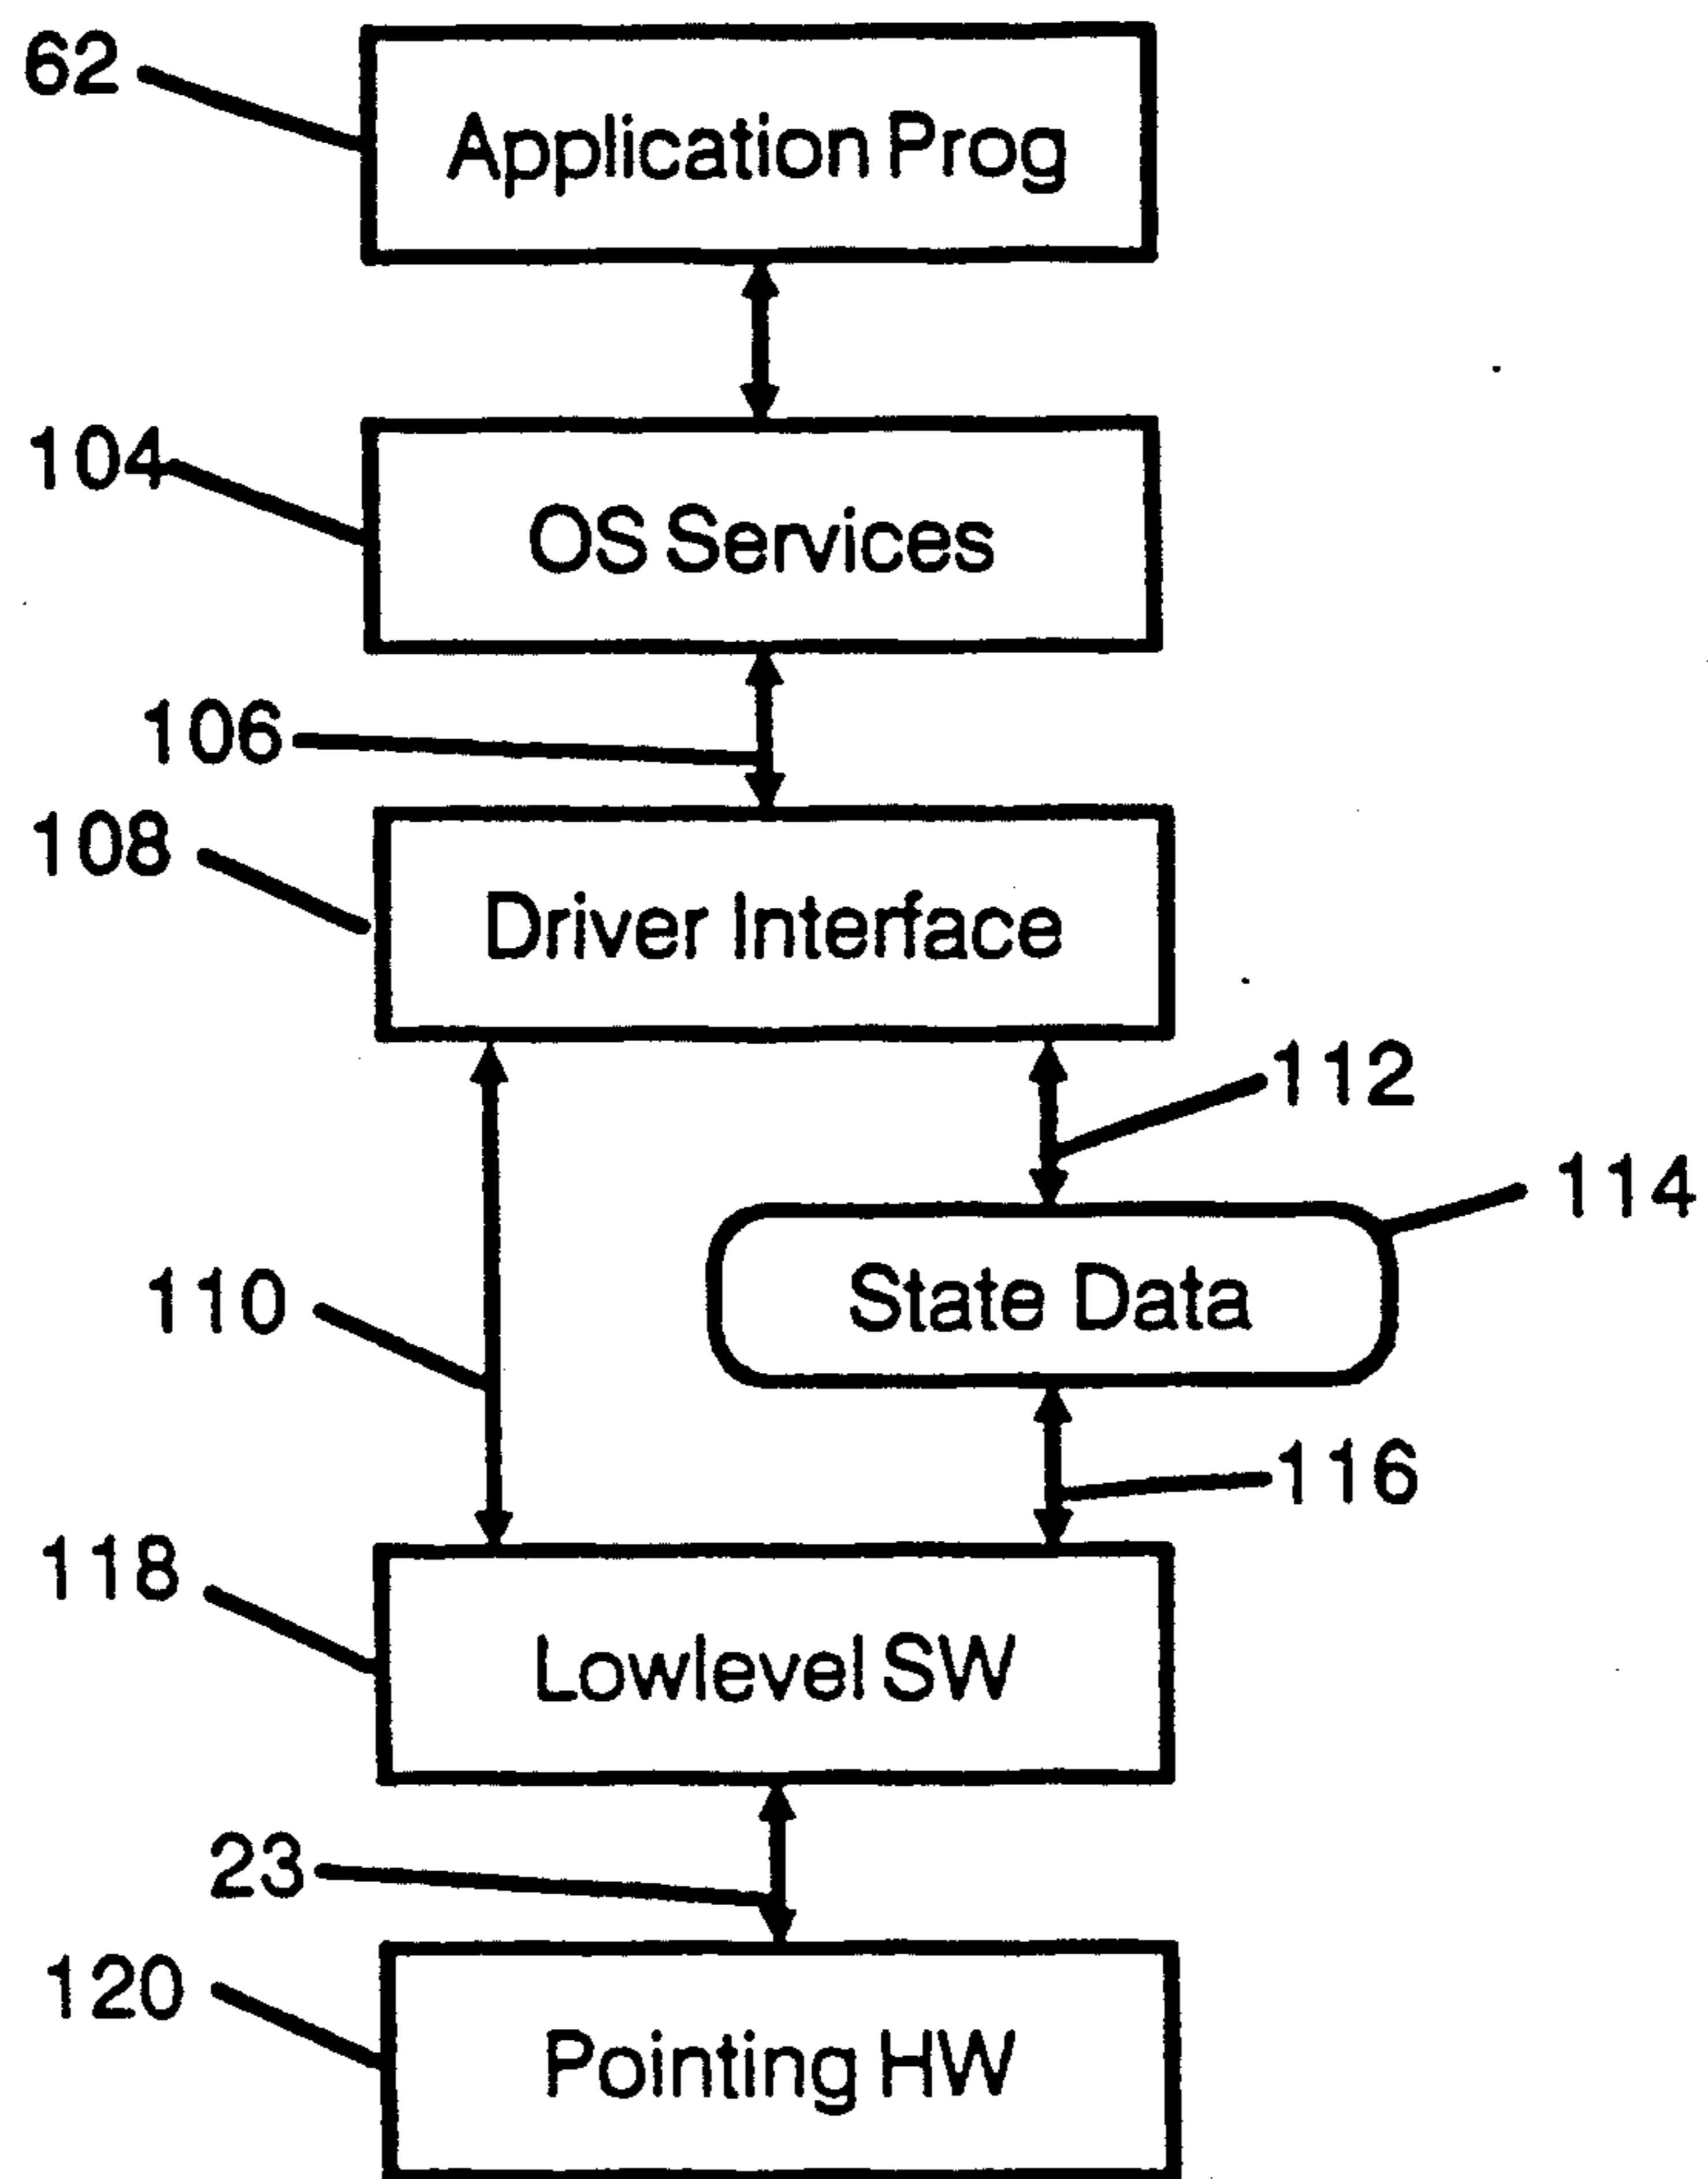 62
Application Prog
104
OS Services
106
108
Driver Interface
112
114
State Data
110
116
118
Lowlevel SW
23
120
Pointing HW